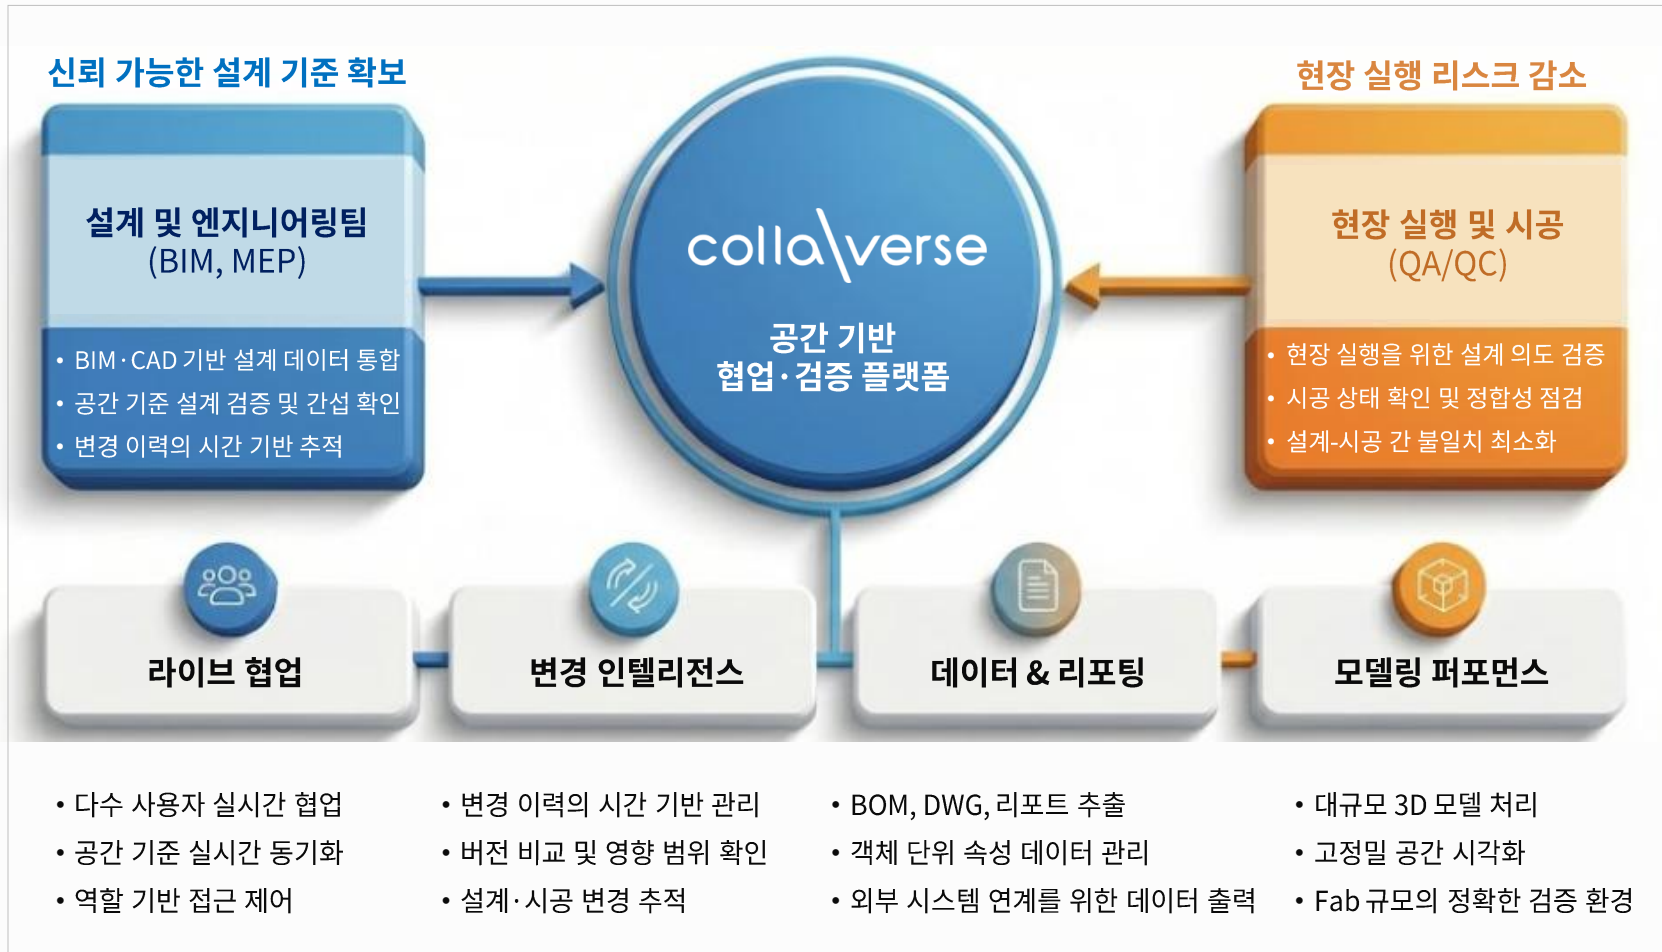 신뢰 가능한 설계 기준 확보
설계 및 엔지니어링팀
(BIM, MEP)
• BIM·CAD 기반 설계 데이터 통합
• 공간 기준 설계 검증 및 간섭 확인
• 변경 이력의 시간 기반 추적
colla\verse
공간 기반
협업·검증 플랫폼
현장 실행 리스크 감소
현장 실행 및 시공
(QA/QC)
• 현장 실행을 위한 설계 의도 검증
• 시공 상태 확인 및 정합성 점검
• 설계-시공 간 불일치 최소화
라이브 협업
• 다수 사용자 실시간 협업
• 공간 기준 실시간 동기화
• 역할 기반 접근 제어
변경 인텔리전스
• 변경 이력의 시간 기반 관리
• 버전 비교 및 영향 범위 확인
• 설계·시공 변경 추적
데이터 & 리포팅
• BOM, DWG, 리포트 추출
• 객체 단위 속성 데이터 관리
• 외부 시스템 연계를 위한 데이터 출력
모델링 퍼포먼스
• 대규모 3D 모델 처리
• 고정밀 공간 시각화
• Fab 규모의 정확한 검증 환경